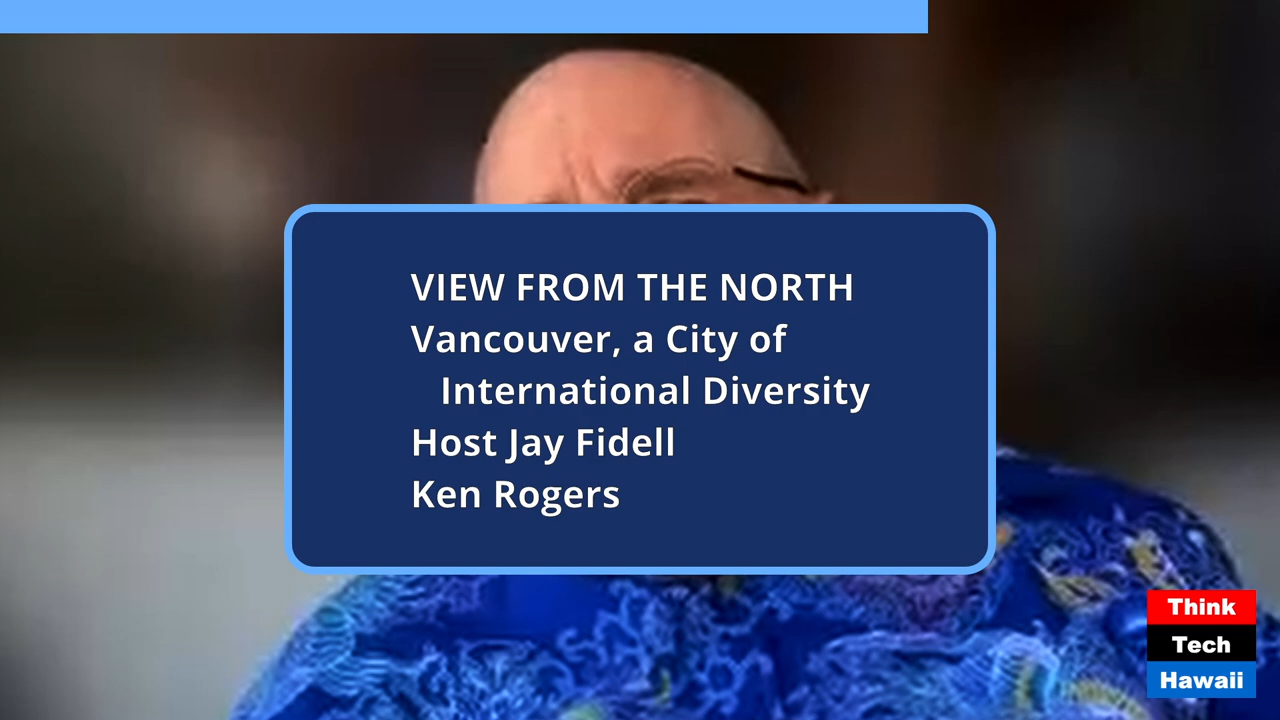 VIEW FROM THE NORTH
Vancouver, a City of
International Diversity
Host Jay Fidell
Ken Rogers
Think
Tech
Hawaii